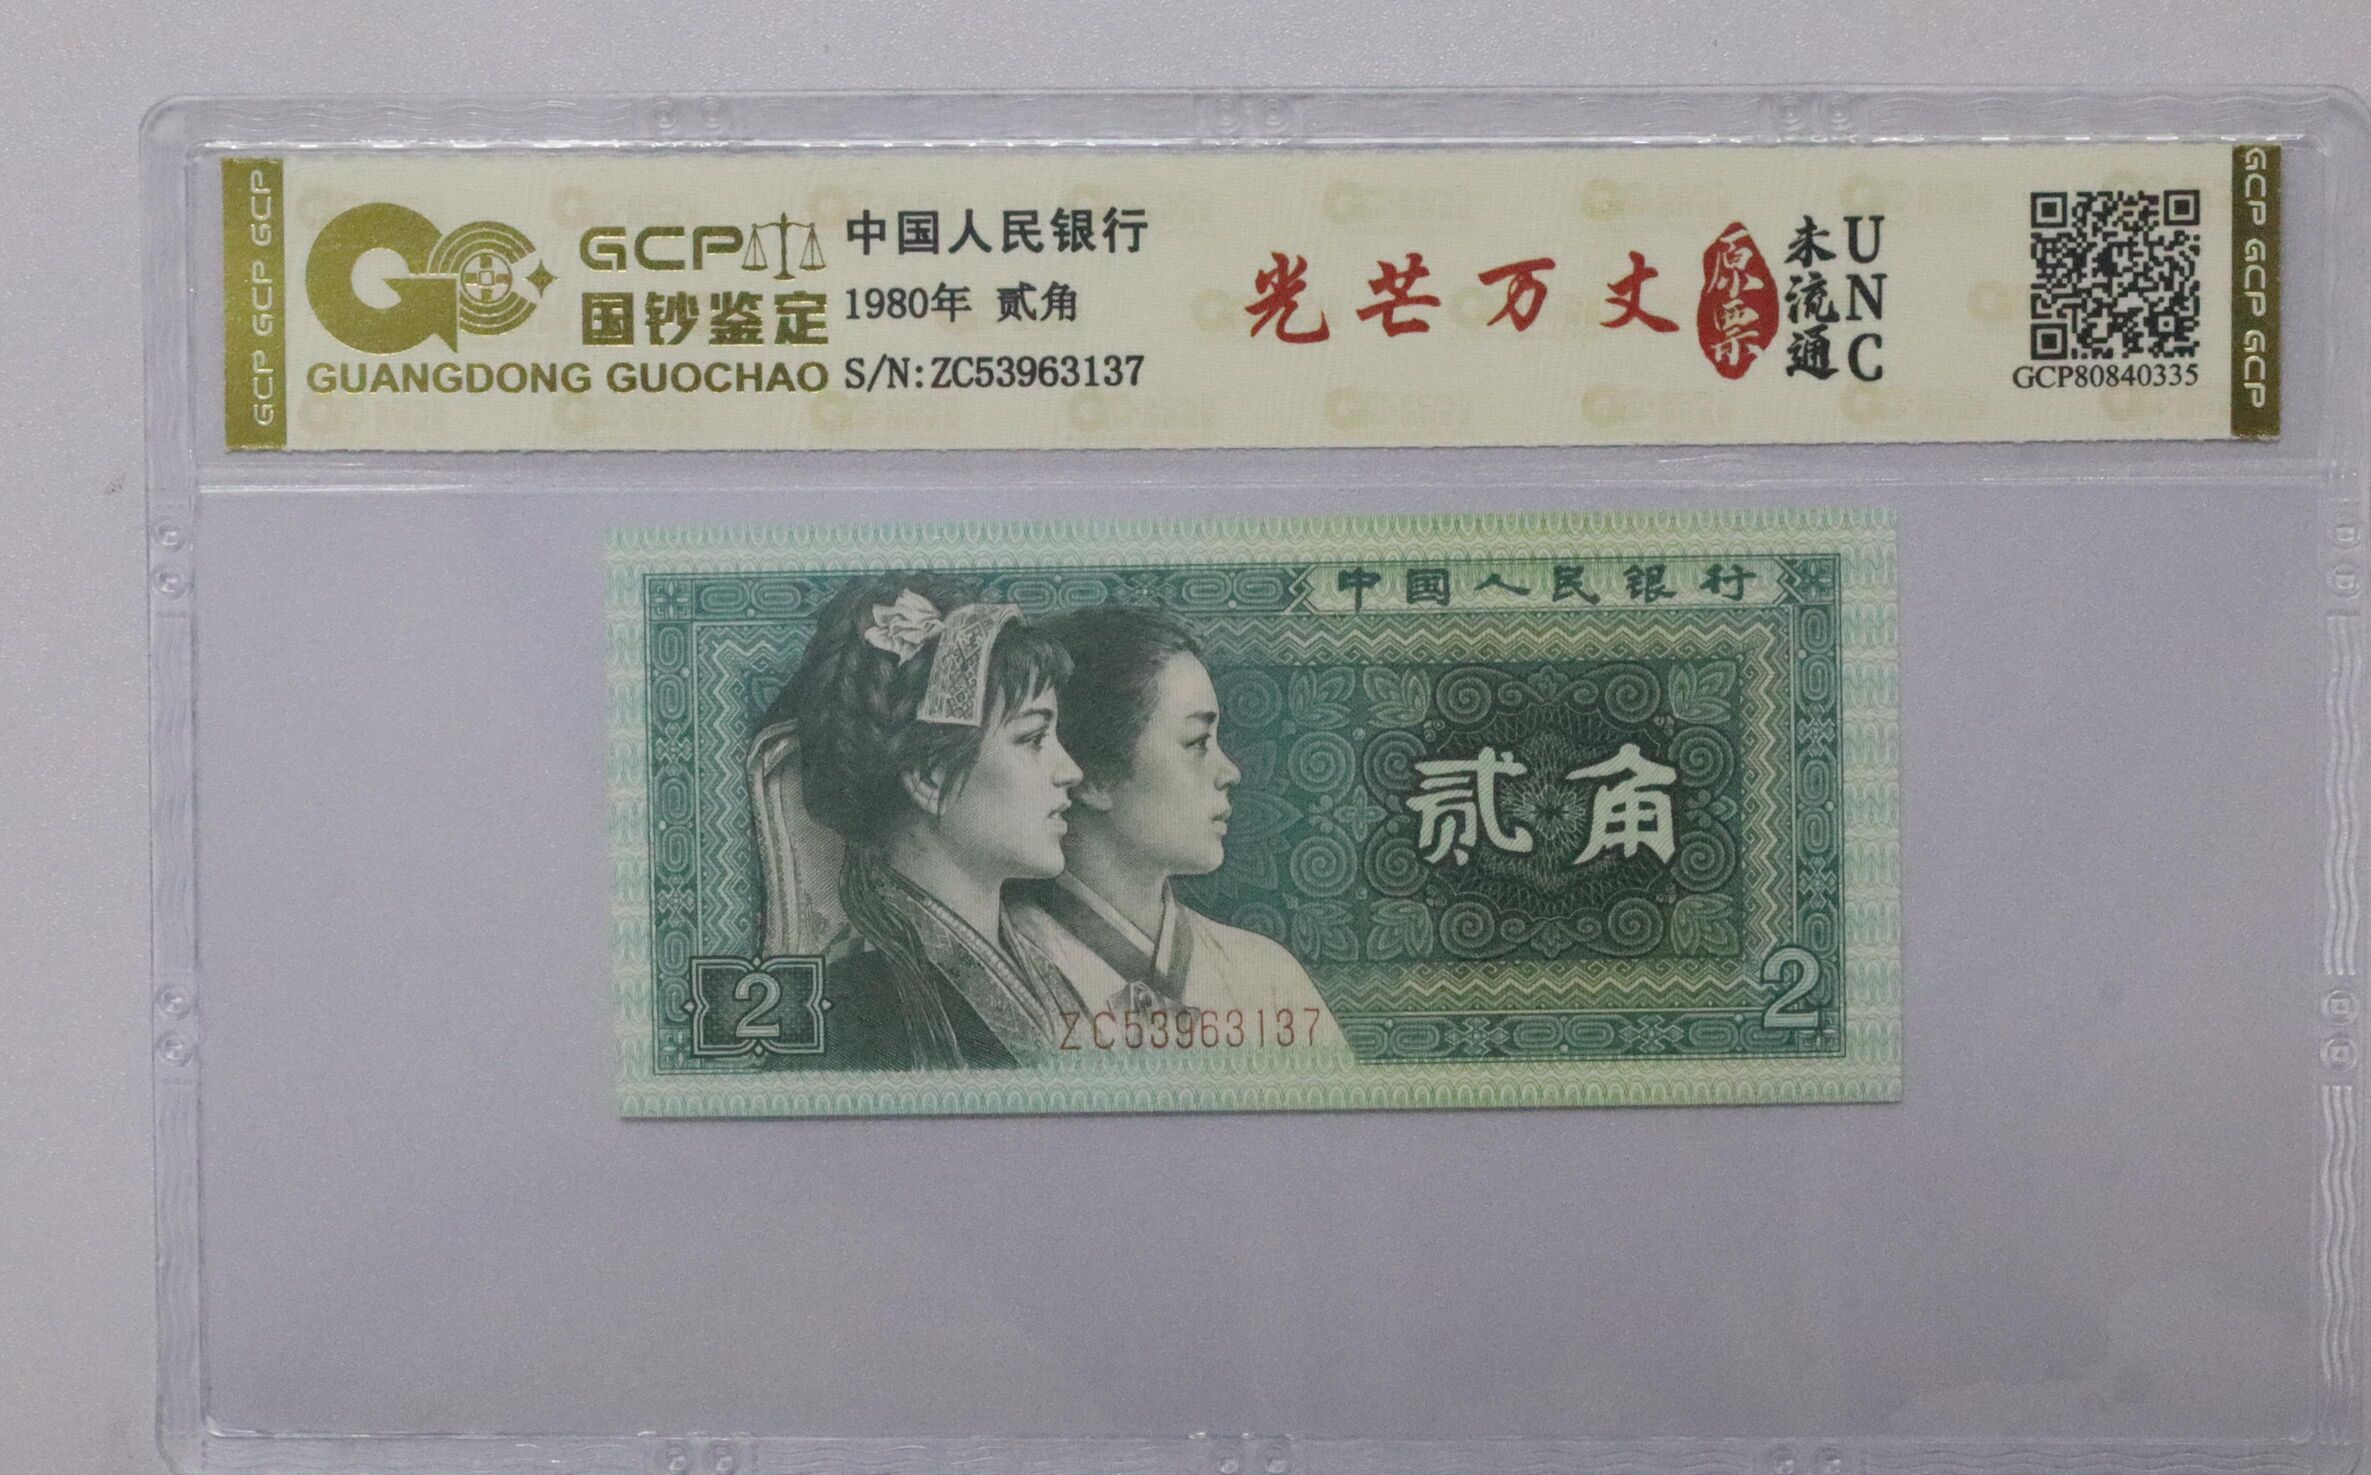 GCP GCP GCP
GCP
国钞鉴定
GUANGDONG GUOCHAO
中国人民银行
1980年 贰角
S/N:ZC53963137
光芒万丈
原票
未流通
UNC
GCP80840335
GCP GCP GCP
中国人民银行
贰角
2
ZC53963137
2